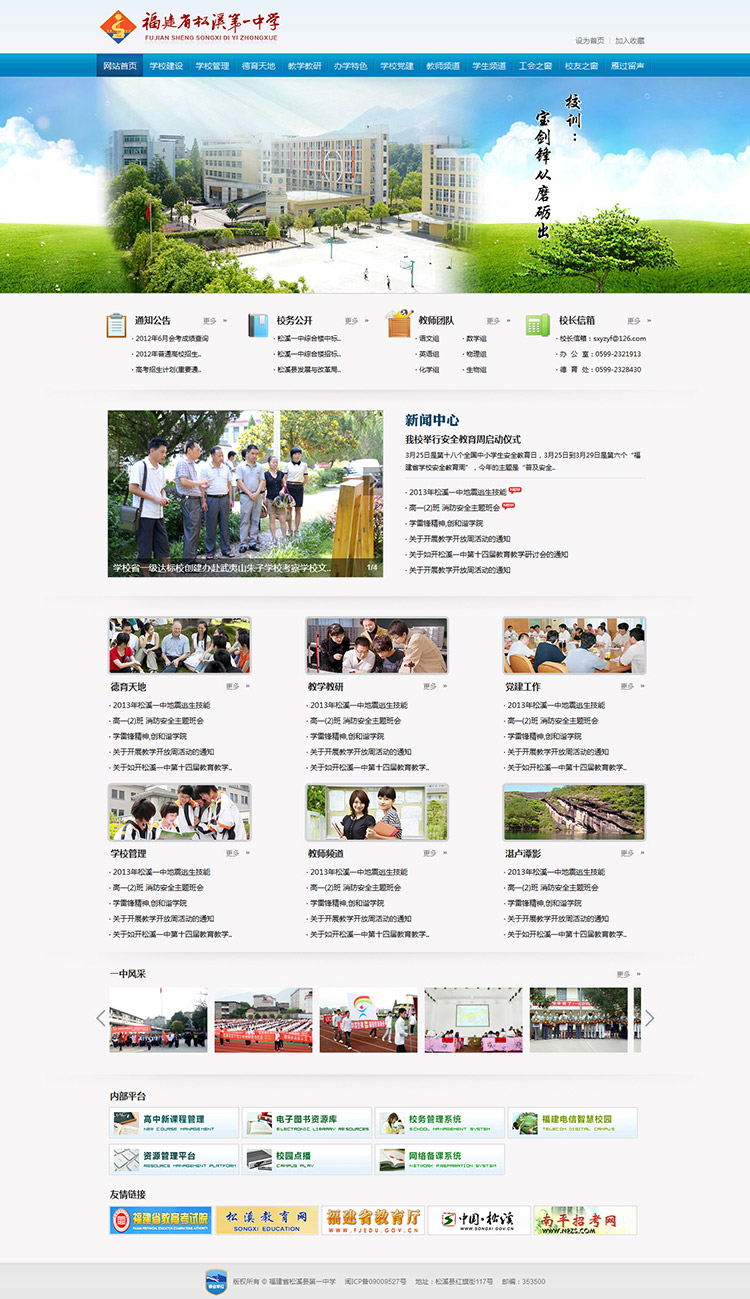 福建省松溪第一中学
FUJIAN SHENG SONGXI DI YI ZHONGXUE
设为首页 | 加入收藏
网站首页 学校建设 学校管理 德育天地 教学教研 办学特色 学校党建 教师频道 学生频道 工会之窗 校友之窗 雁过留声
校训：
宝剑锋从磨砺出
通知公告 更多 »
· 2012年6月会考成绩查询
· 2012年普通高校招生..
· 高考招生计划(重要通..
校务公开 更多 »
· 松溪一中综合楼中标..
· 松溪一中综合楼招标..
· 松溪县发展与改革局..
教师团队 更多 »
· 语文组 · 数学组
· 英语组 · 物理组
· 化学组 · 生物组
校长信箱 更多 »
· 校长信箱：sxyzyf@126.com
· 办 公 室：0599-2321913
· 德 育 处：0599-2328430
学校省一级达标校创建办赴武夷山朱子学校考察学校文.. 1/4
新闻中心
我校举行安全教育周启动仪式
3月25日是第十八个全国中小学生安全教育日，3月25日到3月29日是第六个“福
建省学校安全教育周”，今年的主题是“普及安全..
· 2013年松溪一中地震逃生技能
· 高一(2)班 消防安全主题班会
· 学雷锋精神,创和谐学院
· 关于开展教学开放周活动的通知
· 关于如开松溪一中第十四届教育教学研讨会的通知
· 关于开展教学开放周活动的通知
德育天地 更多 »
· 2013年松溪一中地震逃生技能
· 高一(2)班 消防安全主题班会
· 学雷锋精神,创和谐学院
· 关于开展教学开放周活动的通知
· 关于如开松溪一中第十四届教育教学..
教学教研 更多 »
· 2013年松溪一中地震逃生技能
· 高一(2)班 消防安全主题班会
· 学雷锋精神,创和谐学院
· 关于开展教学开放周活动的通知
· 关于如开松溪一中第十四届教育教学..
党建工作 更多 »
· 2013年松溪一中地震逃生技能
· 高一(2)班 消防安全主题班会
· 学雷锋精神,创和谐学院
· 关于开展教学开放周活动的通知
· 关于如开松溪一中第十四届教育教学..
学校管理 更多 »
· 2013年松溪一中地震逃生技能
· 高一(2)班 消防安全主题班会
· 学雷锋精神,创和谐学院
· 关于开展教学开放周活动的通知
· 关于如开松溪一中第十四届教育教学..
教师频道 更多 »
· 2013年松溪一中地震逃生技能
· 高一(2)班 消防安全主题班会
· 学雷锋精神,创和谐学院
· 关于开展教学开放周活动的通知
· 关于如开松溪一中第十四届教育教学..
湛卢潭影 更多 »
· 2013年松溪一中地震逃生技能
· 高一(2)班 消防安全主题班会
· 学雷锋精神,创和谐学院
· 关于开展教学开放周活动的通知
· 关于如开松溪一中第十四届教育教学..
一中风采 更多 »
内部平台
高中新课程管理
NEW COURSE MANAGEMENT
电子图书资源库
ELECTRONIC LIBRARY RESOURCES
校务管理系统
SCHOOL MANAGEMENT SYSTEM
福建电信智慧校园
TELECOM DIGITAL CAMPUS
资源管理平台
RESOURCE MANAGEMENT PLATFORM
校园点播
CAMPUS PLAY
网络备课系统
NETWORK PREPARATION SYSTEM
友情链接
福建省教育考试院
松溪教育网
SONGXI EDUCATION
福建省教育厅
WWW.FJEDU.GOV.CN
中国·松溪
WWW.SONGXI.GOV.CN
南平招考网
WWW.NPZS.COM
版权所有 © 福建省松溪县第一中学 闽ICP备09009527号 地址：松溪县红旗街117号 邮编：353500